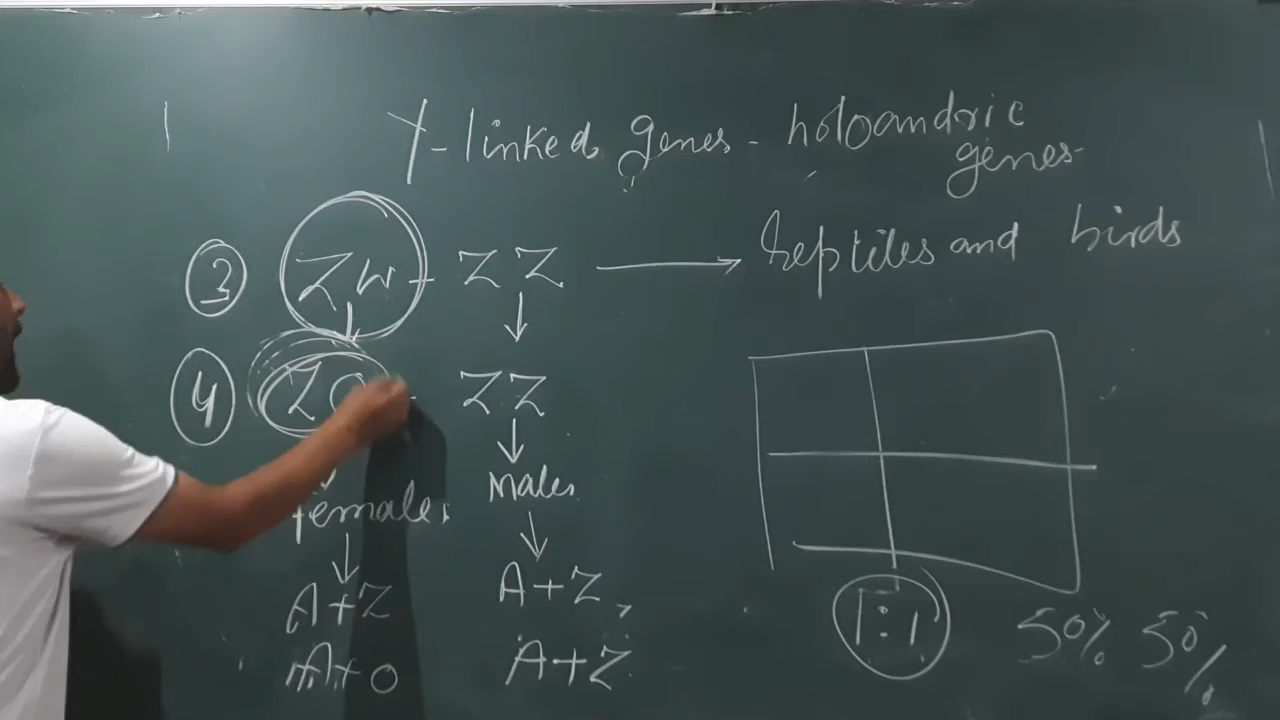 Y-linked genes - holoandric
genes-
3 ZW - ZZ → Reptiles and birds
4 ZO - ZZ
females Males
A+Z A+Z,
A+O A+Z
1:1 50% 50%